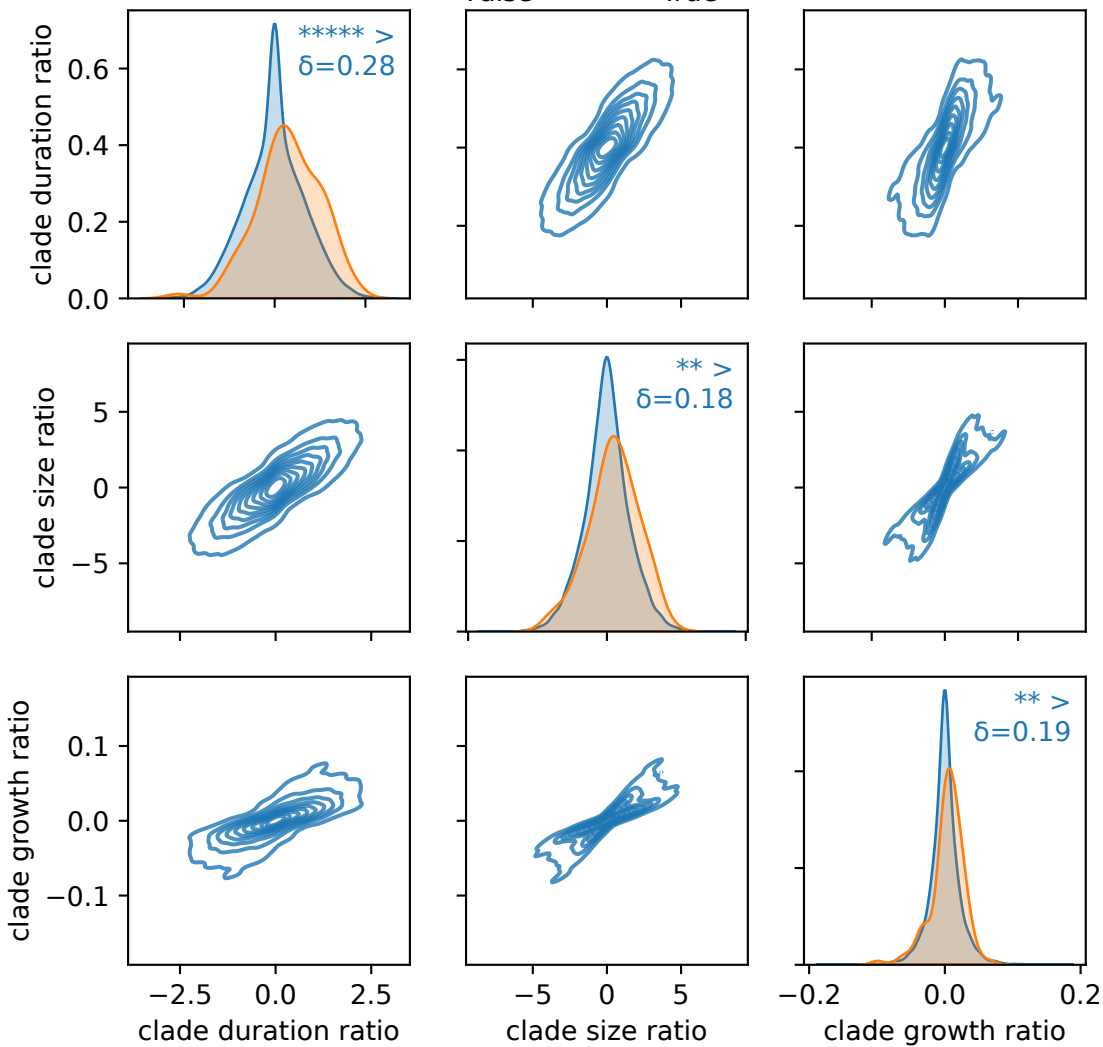 False True
***** >
δ=0.28
clade duration ratio
0.6
0.4
0.2
0.0
** >
δ=0.18
clade size ratio
5
0
−5
** >
δ=0.19
clade growth ratio
0.1
0.0
−0.1
−2.5 0.0 2.5 −5 0 5 −0.2 0.0 0.2
clade duration ratio clade size ratio clade growth ratio